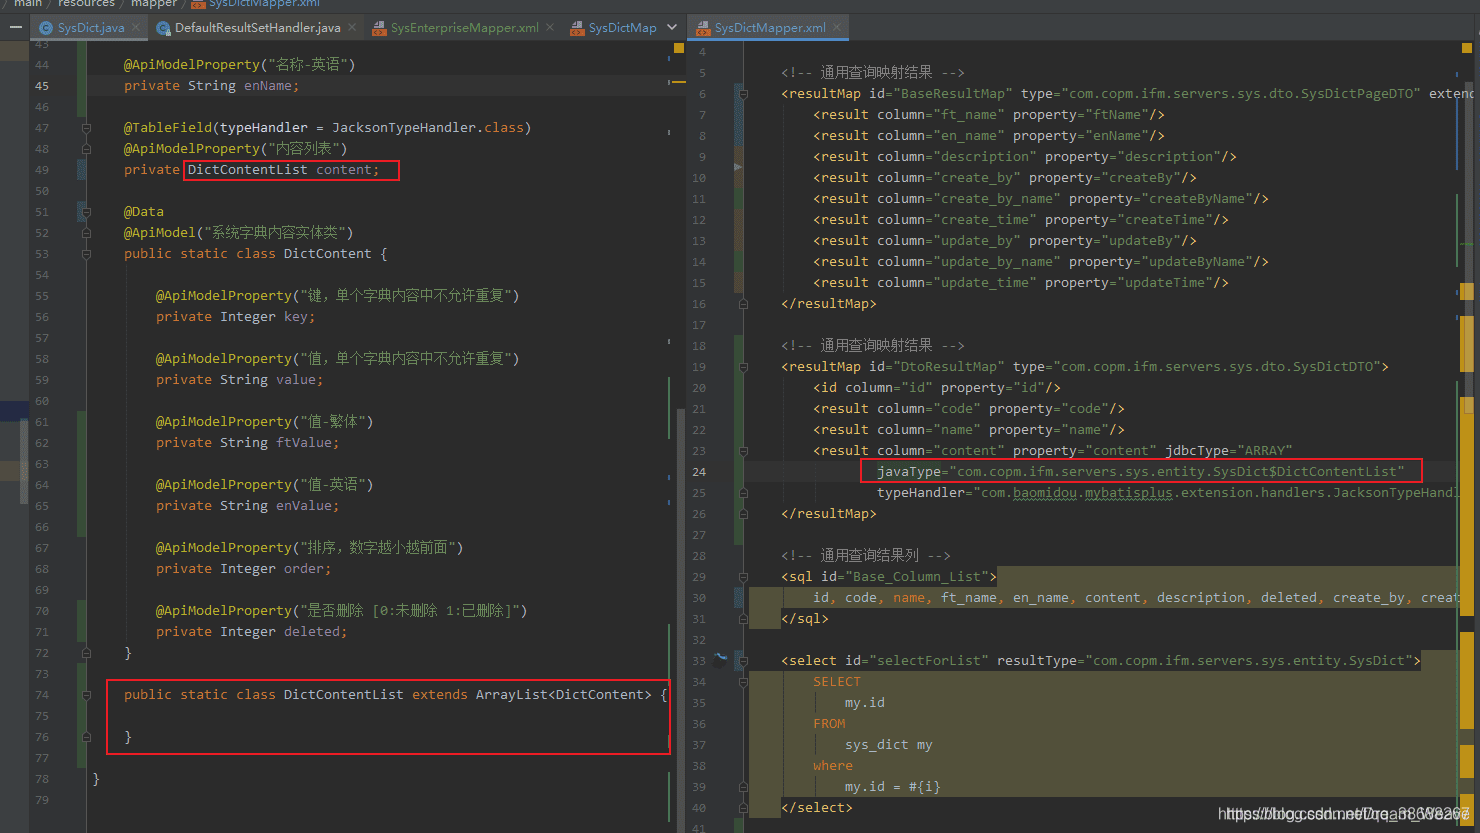 main resources mapper SysDictMapper.xml
SysDict.java DefaultResultSetHandler.java SysEnterpriseMapper.xml SysDictMap SysDictMapper.xml
43
44 @ApiModelProperty("名称-英语")
45 private String enName;
46
47 @TableField(typeHandler = JacksonTypeHandler.class)
48 @ApiModelProperty("内容列表")
49 private DictContentList content;
50
51 @Data
52 @ApiModel("系统字典内容实体类")
53 public static class DictContent {
54
55 @ApiModelProperty("键，单个字典内容中不允许重复")
56 private Integer key;
57
58 @ApiModelProperty("值，单个字典内容中不允许重复")
59 private String value;
60
61 @ApiModelProperty("值-繁体")
62 private String ftValue;
63
64 @ApiModelProperty("值-英语")
65 private String enValue;
66
67 @ApiModelProperty("排序，数字越小越前面")
68 private Integer order;
69
70 @ApiModelProperty("是否删除 [0:未删除 1:已删除]")
71 private Integer deleted;
72 }
73
74 public static class DictContentList extends ArrayList<DictContent> {
75
76 }
77
78 }
79
4
5 <!-- 通用查询映射结果 -->
6 <resultMap id="BaseResultMap" type="com.copm.ifm.servers.sys.dto.SysDictPageDTO" exten
7 <result column="ft_name" property="ftName"/>
8 <result column="en_name" property="enName"/>
9 <result column="description" property="description"/>
10 <result column="create_by" property="createBy"/>
11 <result column="create_by_name" property="createByName"/>
12 <result column="create_time" property="createTime"/>
13 <result column="update_by" property="updateBy"/>
14 <result column="update_by_name" property="updateByName"/>
15 <result column="update_time" property="updateTime"/>
16 </resultMap>
17
18 <!-- 通用查询映射结果 -->
19 <resultMap id="DtoResultMap" type="com.copm.ifm.servers.sys.dto.SysDictDTO">
20 <id column="id" property="id"/>
21 <result column="code" property="code"/>
22 <result column="name" property="name"/>
23 <result column="content" property="content" jdbcType="ARRAY"
24 javaType="com.copm.ifm.servers.sys.entity.SysDict$DictContentList"
25 typeHandler="com.baomidou.mybatisplus.extension.handlers.JacksonTypeHandl
26 </resultMap>
27
28 <!-- 通用查询结果列 -->
29 <sql id="Base_Column_List">
30 id, code, name, ft_name, en_name, content, description, deleted, create_by, creat
31 </sql>
32
33 <select id="selectForList" resultType="com.copm.ifm.servers.sys.entity.SysDict">
34 SELECT
35 my.id
36 FROM
37 sys_dict my
38 where
39 my.id = #{i}
40 </select>
41